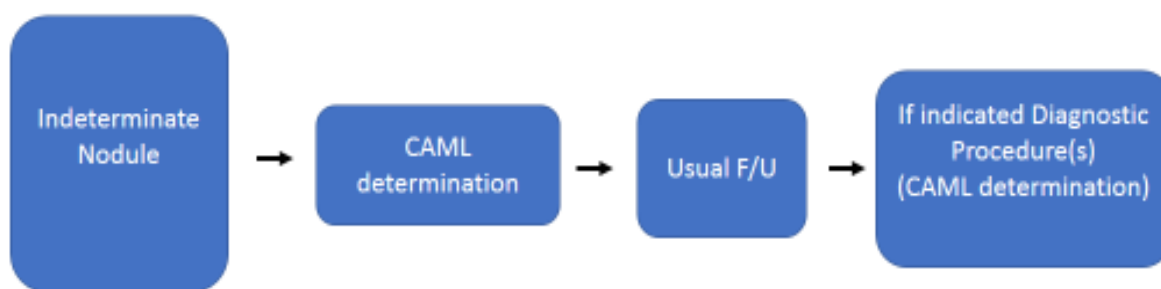 Indeterminate
Nodule
CAML
determination
Usual F/U
If indicated Diagnostic
Procedure(s)
(CAML determination)